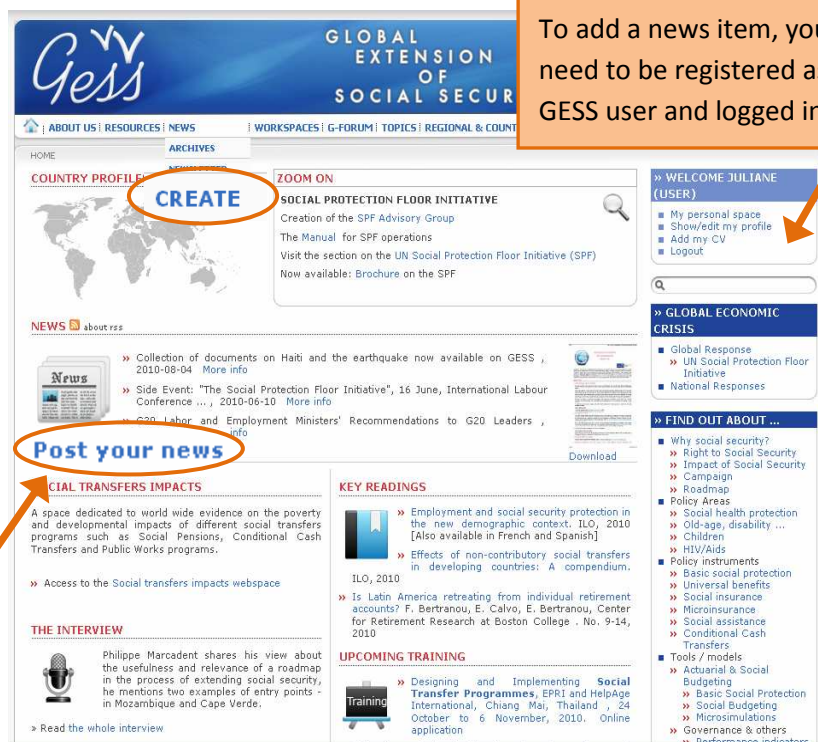 Gess
GLOBAL
EXTENSION
OF
SOCIAL SECUR
To add a news item, you
need to be registered as
GESS user and logged in
ABOUT US | RESOURCES | NEWS | WORKSPACES | G-FORUM | TOPICS | REGIONAL & COUNT
ARCHIVES
HOME
COUNTRY PROFILE
CREATE
ZOOM ON
SOCIAL PROTECTION FLOOR INITIATIVE
Creation of the SPF Advisory Group
The Manual for SPF operations
Visit the section on the UN Social Protection Floor Initiative (SPF)
Now available: Brochure on the SPF
» WELCOME JULIANE
(USER)
My personal space
Show/edit my profile
Add my CV
Logout
NEWS about rss
News
» Collection of documents on Haiti and the earthquake now available on GESS ,
2010-08-04 More info
» Side Event: "The Social Protection Floor Initiative", 16 June, International Labour
Conference ... , 2010-06-10 More info
» G20 Labor and Employment Ministers' Recommendations to G20 Leaders ,
info
Download
Post your news
SOCIAL TRANSFERS IMPACTS
A space dedicated to world wide evidence on the poverty
and developmental impacts of different social transfers
programs such as Social Pensions, Conditional Cash
Transfers and Public Works programs.
» Access to the Social transfers impacts webspace
THE INTERVIEW
Philippe Marcadent shares his view about
the usefulness and relevance of a roadmap
in the process of extending social security,
he mentions two examples of entry points -
in Mozambique and Cape Verde.
» Read the whole interview
KEY READINGS
» Employment and social security protection in
the new demographic context. ILO, 2010
[Also available in French and Spanish]
» Effects of non-contributory social transfers
in developing countries: A compendium.
ILO, 2010
» Is Latin America retreating from individual retirement
accounts? F. Bertranou, E. Calvo, E. Bertranou, Center
for Retirement Research at Boston College . No. 9-14,
2010
UPCOMING TRAINING
Training
» Designing and Implementing Social
Transfer Programmes, EPRI and HelpAge
International, Chiang Mai, Thailand , 24
October to 6 November, 2010. Online
application
» GLOBAL ECONOMIC
CRISIS
Global Response
» UN Social Protection Floor
Initiative
National Responses
» FIND OUT ABOUT ...
Why social security?
» Right to Social Security
» Impact of Social Security
» Campaign
» Roadmap
Policy Areas
» Social health protection
» Old-age, disability ...
» Children
» HIV/Aids
Policy instruments
» Basic social protection
» Universal benefits
» Social insurance
» Microinsurance
» Social assistance
» Conditional Cash
Transfers
Tools / models
» Actuarial & Social
Budgeting
» Basic Social Protection
» Social Budgeting
» Microsimulations
» Governance & others
» Performance indicators